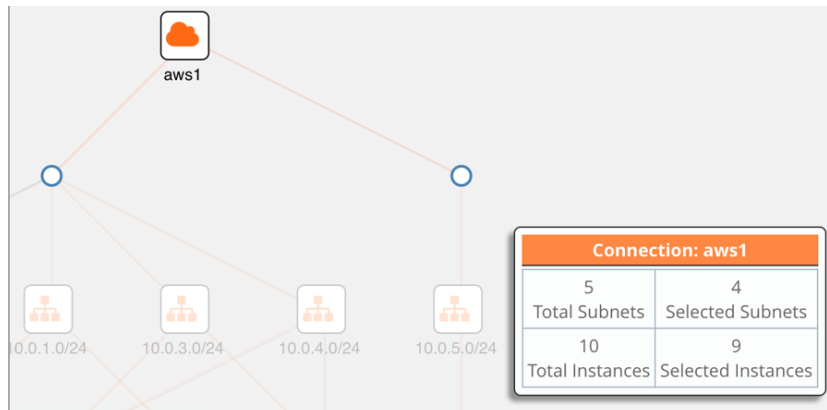 aws1
10.0.1.0/24
10.0.3.0/24
10.0.4.0/24
10.0.5.0/24
Connection: aws1
5
Total Subnets
4
Selected Subnets
10
Total Instances
9
Selected Instances